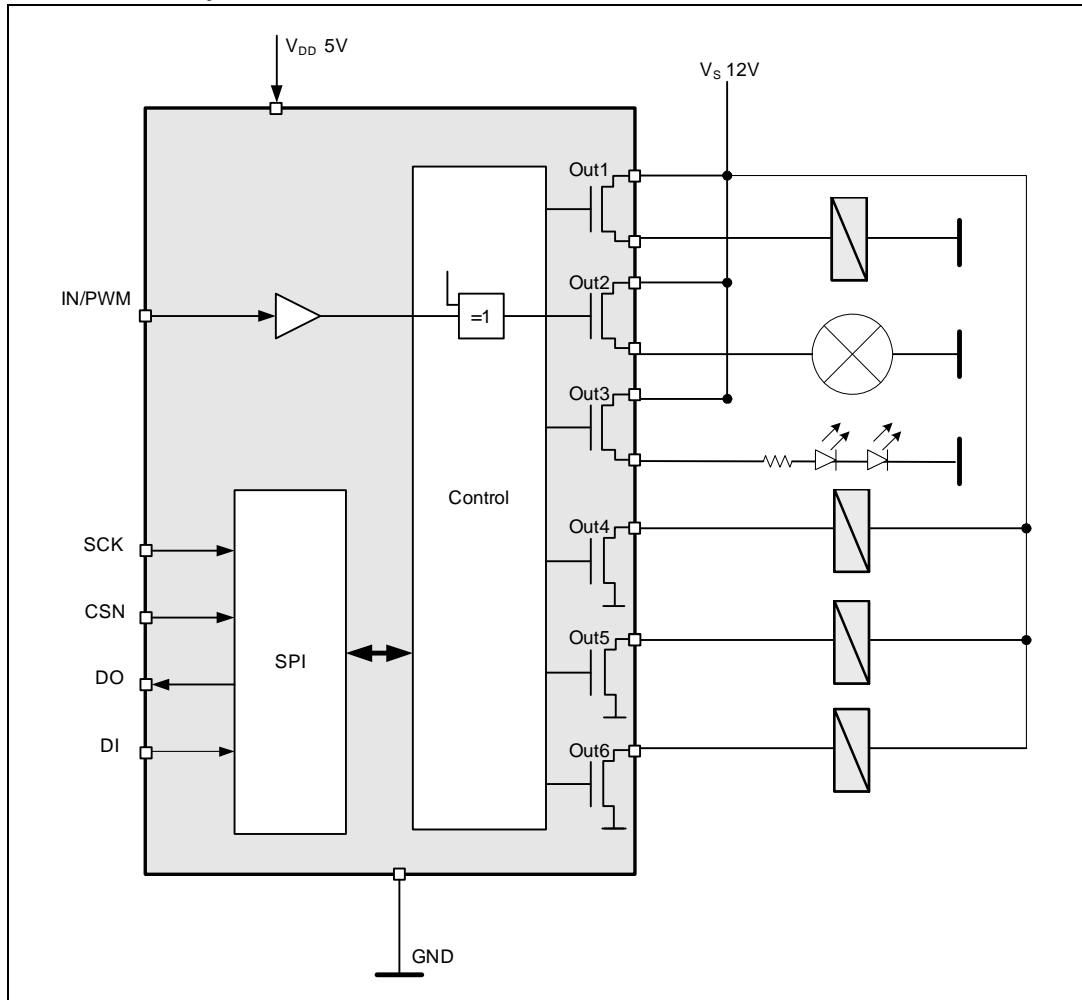 V_DD 5V
V_S 12V
Out1
IN/PWM
Out2
=1
Out3
Control
Out4
SCK
CSN
Out5
SPI
DO
DI
Out6
GND